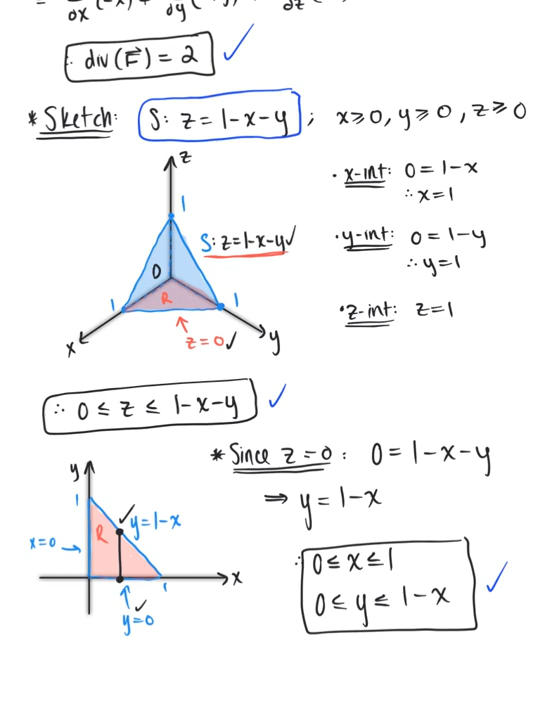 = ∂/∂x (-x) + ∂/∂y ( ∂/∂z (
∴ div(F⃗) = 2 ✓
* Sketch: S: z = 1-x-y ; x≥0, y≥0, z≥0
z
1
S: z=1-x-y ✓
0
R
1
1
x
y
z=0 ✓
· x-int: 0 = 1-x
∴ x=1
· y-int: 0 = 1-y
∴ y=1
· z-int: z=1
∴ 0 ≤ z ≤ 1-x-y ✓
* Since z=0: 0 = 1-x-y
⇒ y = 1-x
y
1
✓ y=1-x
R
x=0 →
x
1
✓
y=0
∴ 0 ≤ x ≤ 1
0 ≤ y ≤ 1-x ✓